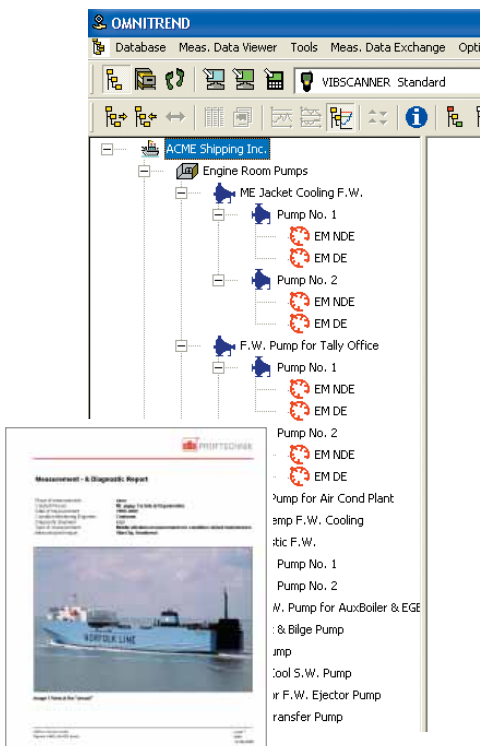 OMNITREND
Database Meas. Data Viewer Tools Meas. Data Exchange Opti
VIBSCANNER Standard
ACME Shipping Inc.
Engine Room Pumps
ME Jacket Cooling F.W.
Pump No. 1
EM NDE
EM DE
Pump No. 2
EM NDE
EM DE
F.W. Pump for Tally Office
Pump No. 1
EM NDE
EM DE
Pump No. 2
EM NDE
EM DE
Pump for Air Cond Plant
emp F.W. Cooling
tic F.W.
Pump No. 1
Pump No. 2
W. Pump for AuxBoiler & EGE
& Bilge Pump
ump
Cool S.W. Pump
r F.W. Ejector Pump
ransfer Pump
PRÜFTECHNIK
Measurement - & Diagnostic Report
NORFOLK LINE